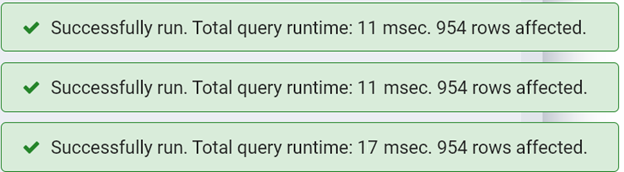 Successfully run. Total query runtime: 11 msec. 954 rows affected.
Successfully run. Total query runtime: 11 msec. 954 rows affected.
Successfully run. Total query runtime: 17 msec. 954 rows affected.